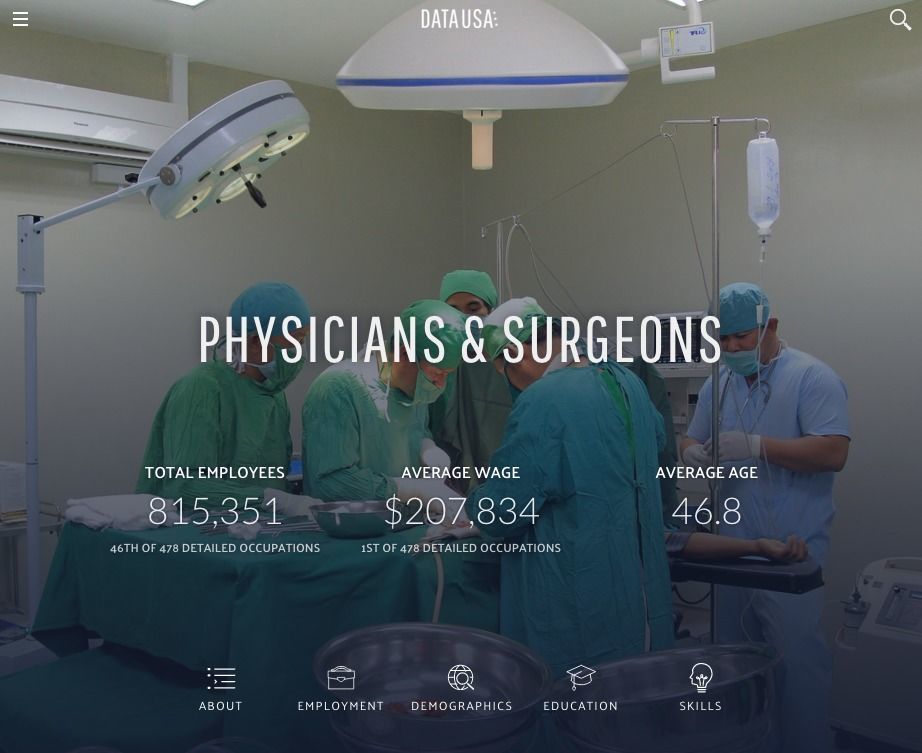 DATA USA:
PHYSICIANS & SURGEONS
TOTAL EMPLOYEES
815,351
46TH OF 478 DETAILED OCCUPATIONS
AVERAGE WAGE
$207,834
1ST OF 478 DETAILED OCCUPATIONS
AVERAGE AGE
46.8
ABOUT
EMPLOYMENT
DEMOGRAPHICS
EDUCATION
SKILLS